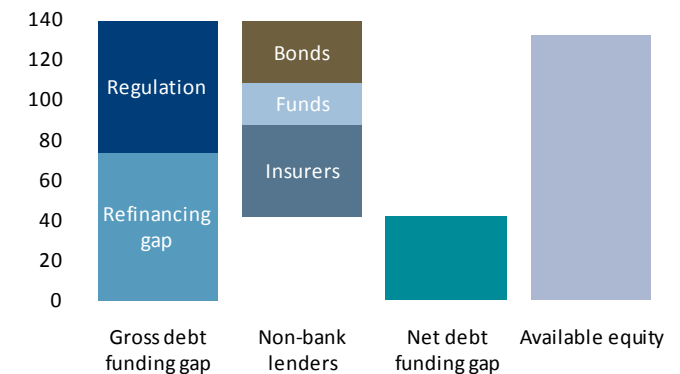 140
120
100
80
60
40
20
0
Regulation
Refinancing
gap
Bonds
Funds
Insurers
Gross debt
funding gap
Non-bank
lenders
Net debt
funding gap
Available equity